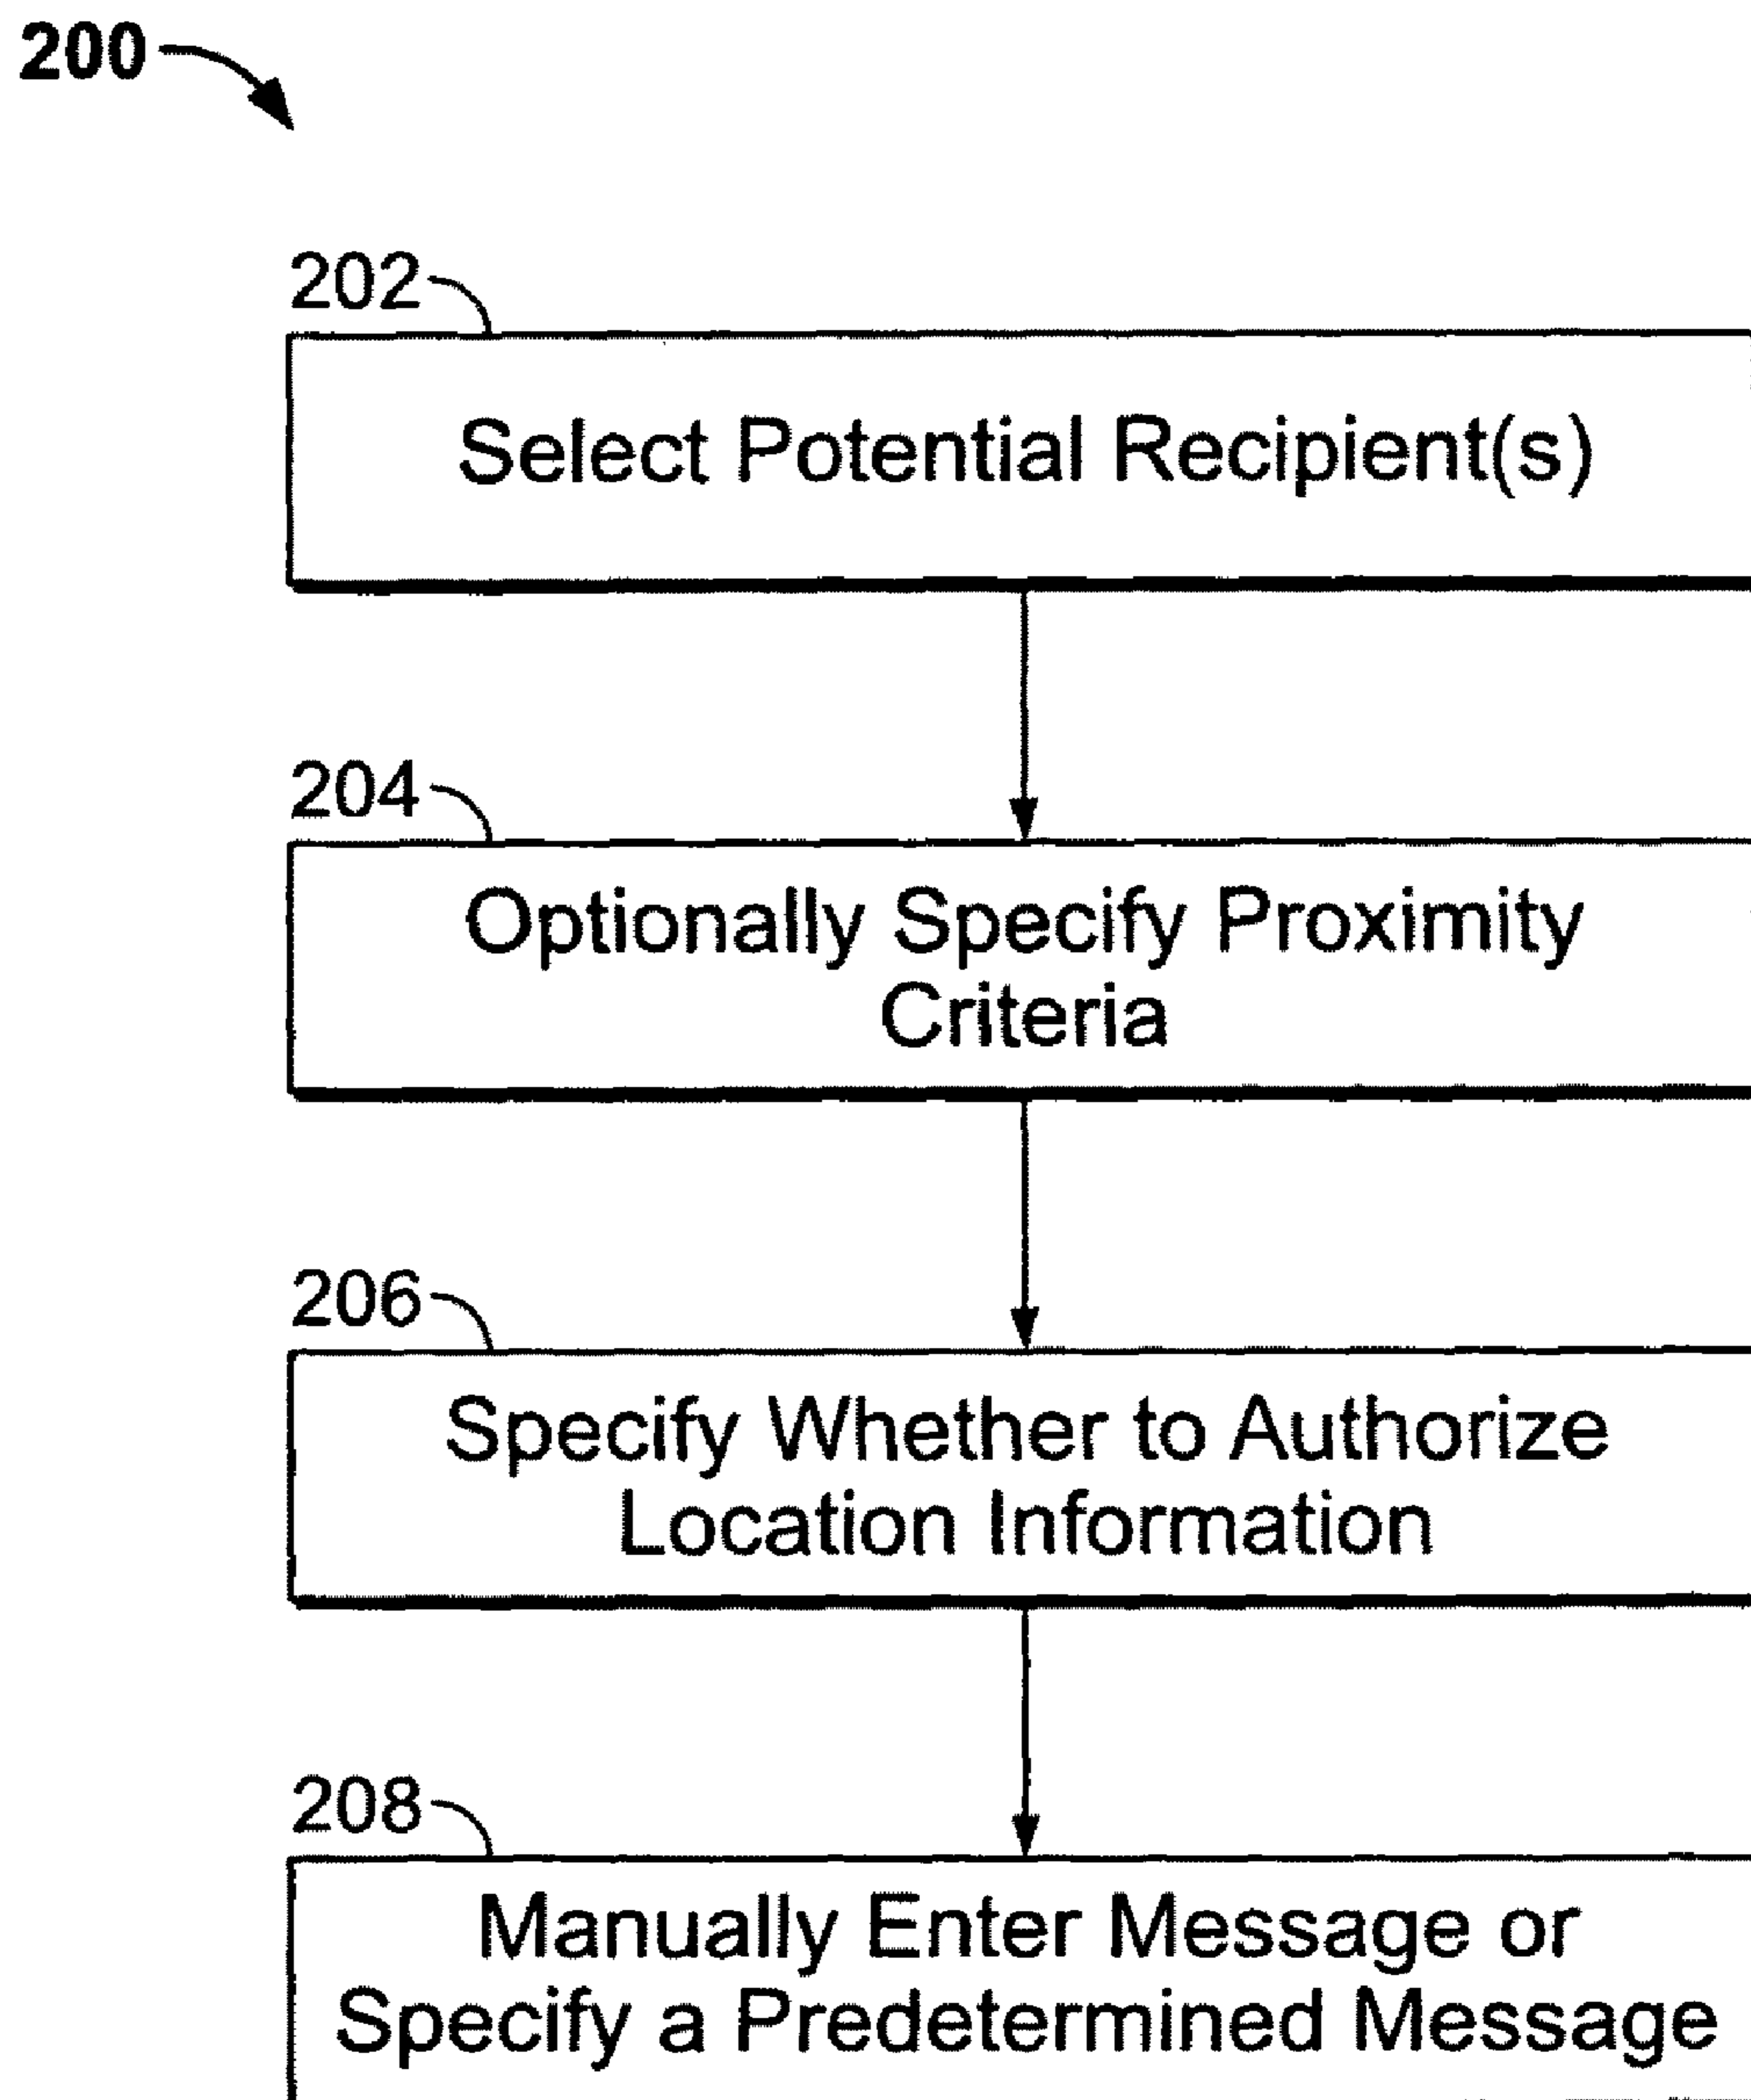 200
202
Select Potential Recipient(s)
204
Optionally Specify Proximity
Criteria
206
Specify Whether to Authorize
Location Information
208
Manually Enter Message or
Specify a Predetermined Message